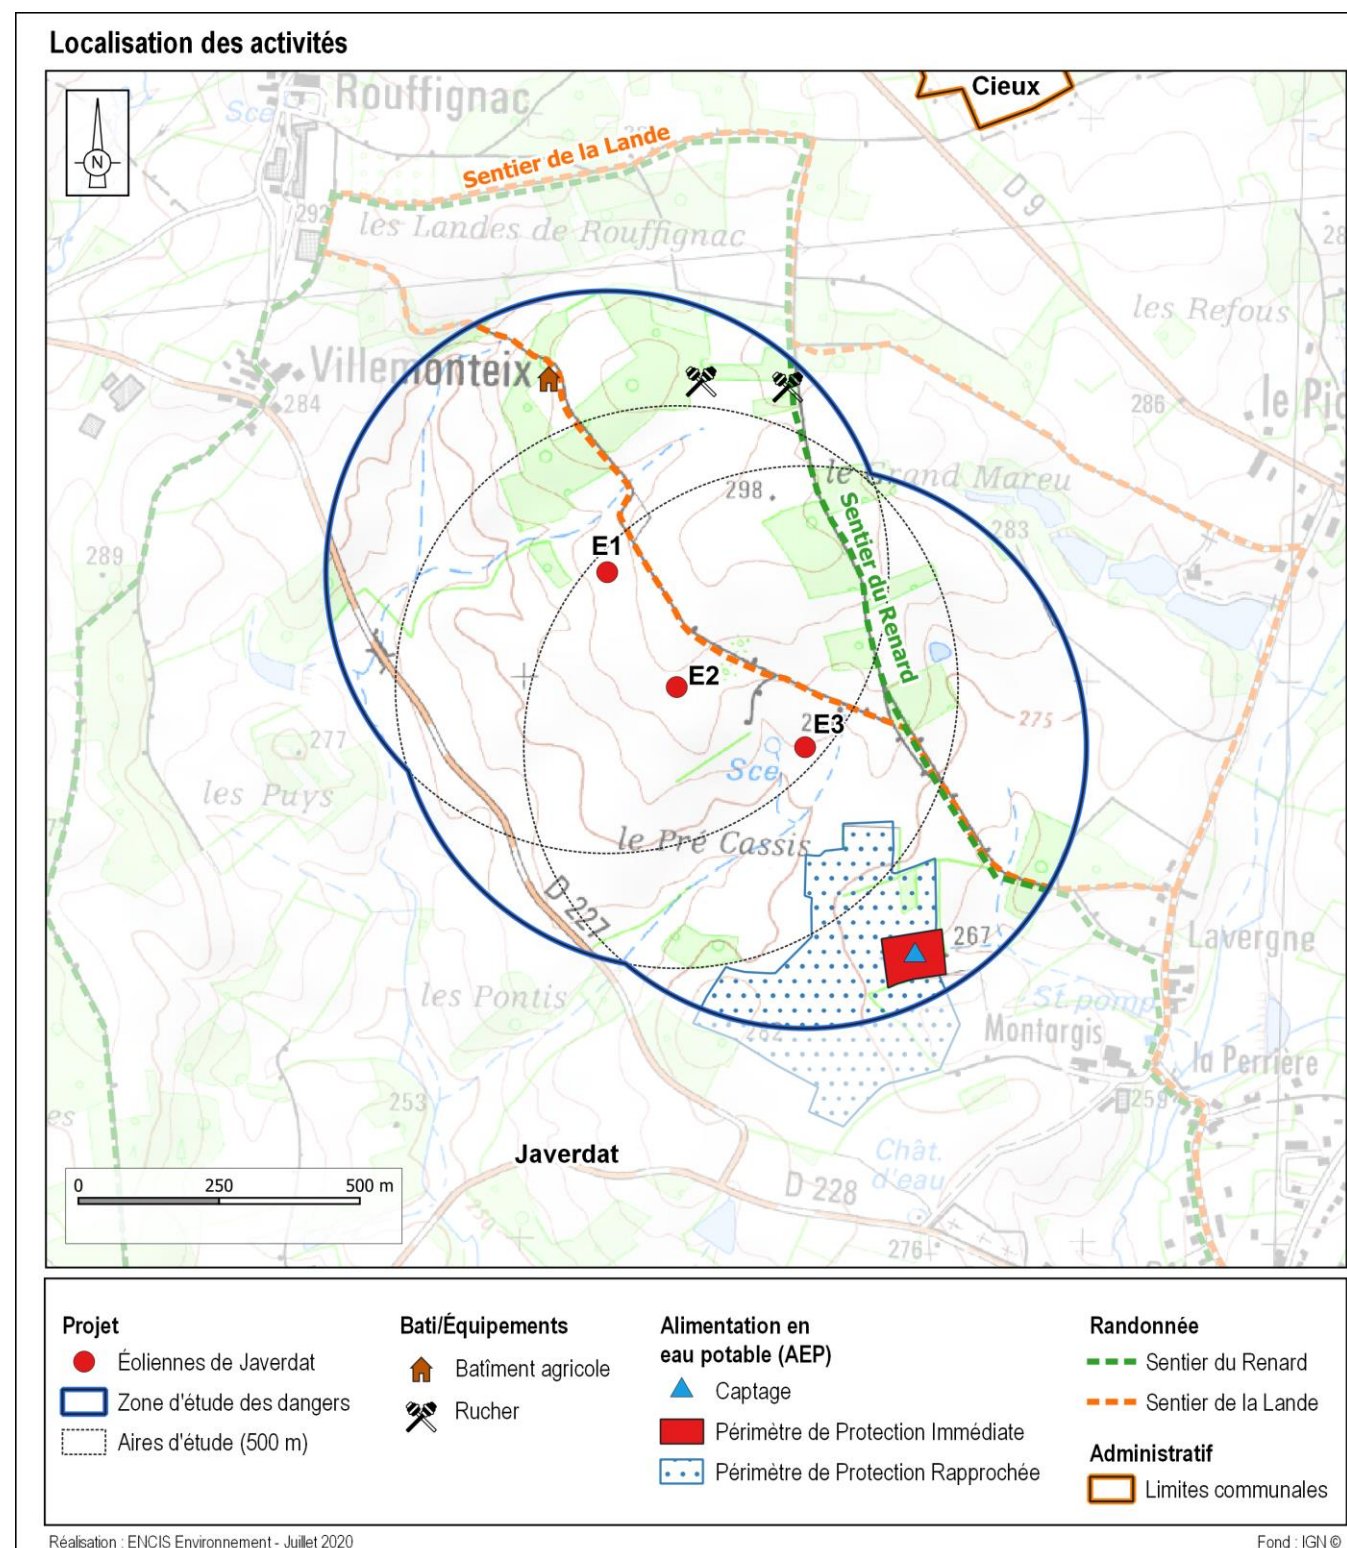 Localisation des activités
Cieux
Rouffignac
Sce
Sentier de la Lande
D 9
N
292
les Landes de Rouffignac
28
les Refous
Villemonteix
284
286
le Pic
le Grand Mareu
298
283
Sentier du Renard
289
E1
E2
275
277
E3
Sce
les Puys
le Pré Cassis
D 227
267
Lavergne
les Pontis
St. pomp
282
Montargis
la Perrière
253
259
es
Javerdat
Chât.
d'eau
D 228
0 250 500 m
250
276
Projet
Éoliennes de Javerdat
Zone d'étude des dangers
Aires d'étude (500 m)
Bati/Équipements
Batîment agricole
Rucher
Alimentation en
eau potable (AEP)
Captage
Périmètre de Protection Immédiate
Périmètre de Protection Rapprochée
Randonnée
Sentier du Renard
Sentier de la Lande
Administratif
Limites communales
Réalisation : ENCIS Environnement - Juillet 2020
Fond : IGN ©